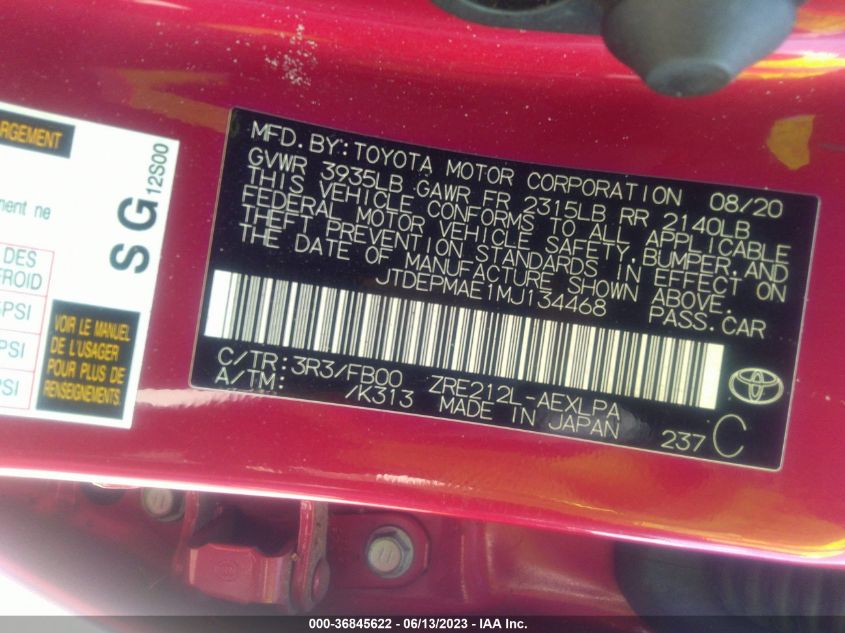 ARGEMENT
ment ne
SG 12S00
DES
FROID
PSI
PSI
PSI
VOIR LE MANUEL
DE L'USAGER
POUR PLUS DE
RENSEIGNEMENTS
MFD. BY: TOYOTA MOTOR CORPORATION 08/20
GVWR 3935LB GAWR FR 2315LB RR 2140LB
THIS VEHICLE CONFORMS TO ALL APPLICABLE
FEDERAL MOTOR VEHICLE SAFETY, BUMPER, AND
THEFT PREVENTION STANDARDS IN EFFECT ON
THE DATE OF MANUFACTURE SHOWN ABOVE.
JTDEPMAE1MJ134468 PASS. CAR
C/TR: 3R3/FB00 ZRE212L-AEXLPA
A/TM: /K313 MADE IN JAPAN 237 C
000-36845622 - 06/13/2023 - IAA Inc.